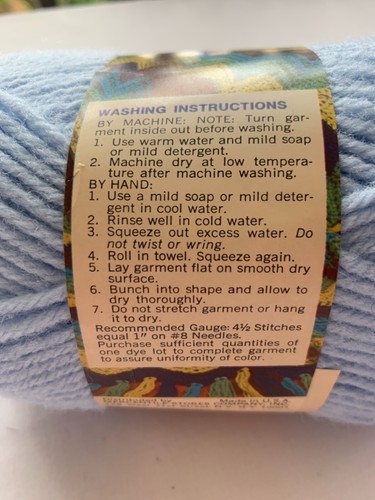 WASHING INSTRUCTIONS
BY MACHINE: NOTE: Turn gar-
ment inside out before washing.
1. Use warm water and mild soap
or mild detergent.
2. Machine dry at low tempera-
ture after machine washing.
BY HAND:
1. Use a mild soap or mild deter-
gent in cool water.
2. Rinse well in cold water.
3. Squeeze out excess water. Do
not twist or wring.
4. Roll in towel. Squeeze again.
5. Lay garment flat on smooth dry
surface.
6. Bunch into shape and allow to
dry thoroughly.
7. Do not stretch garment or hang
it to dry.
Recommended Gauge: 4½ Stitches
equal 1" on #8 Needles.
Purchase sufficient quantities of
one dye lot to complete garment
to assure uniformity of color.
Distributed by Made in U.S.A.